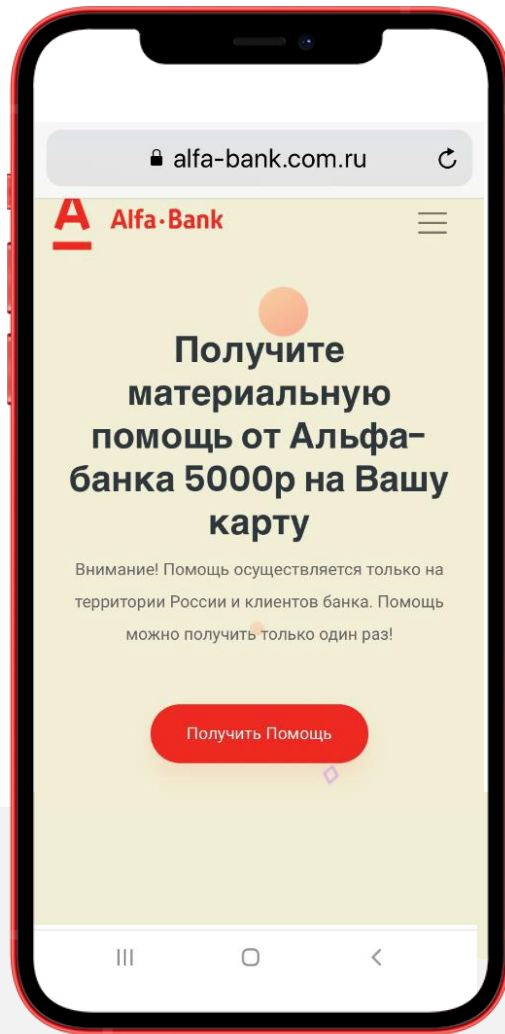 alfa-bank.com.ru
Alfa·Bank
Получите
материальную
помощь от Альфа-
банка 5000р на Вашу
карту
Внимание! Помощь осуществляется только на
территории России и клиентов банка. Помощь
можно получить только один раз!
Получить Помощь